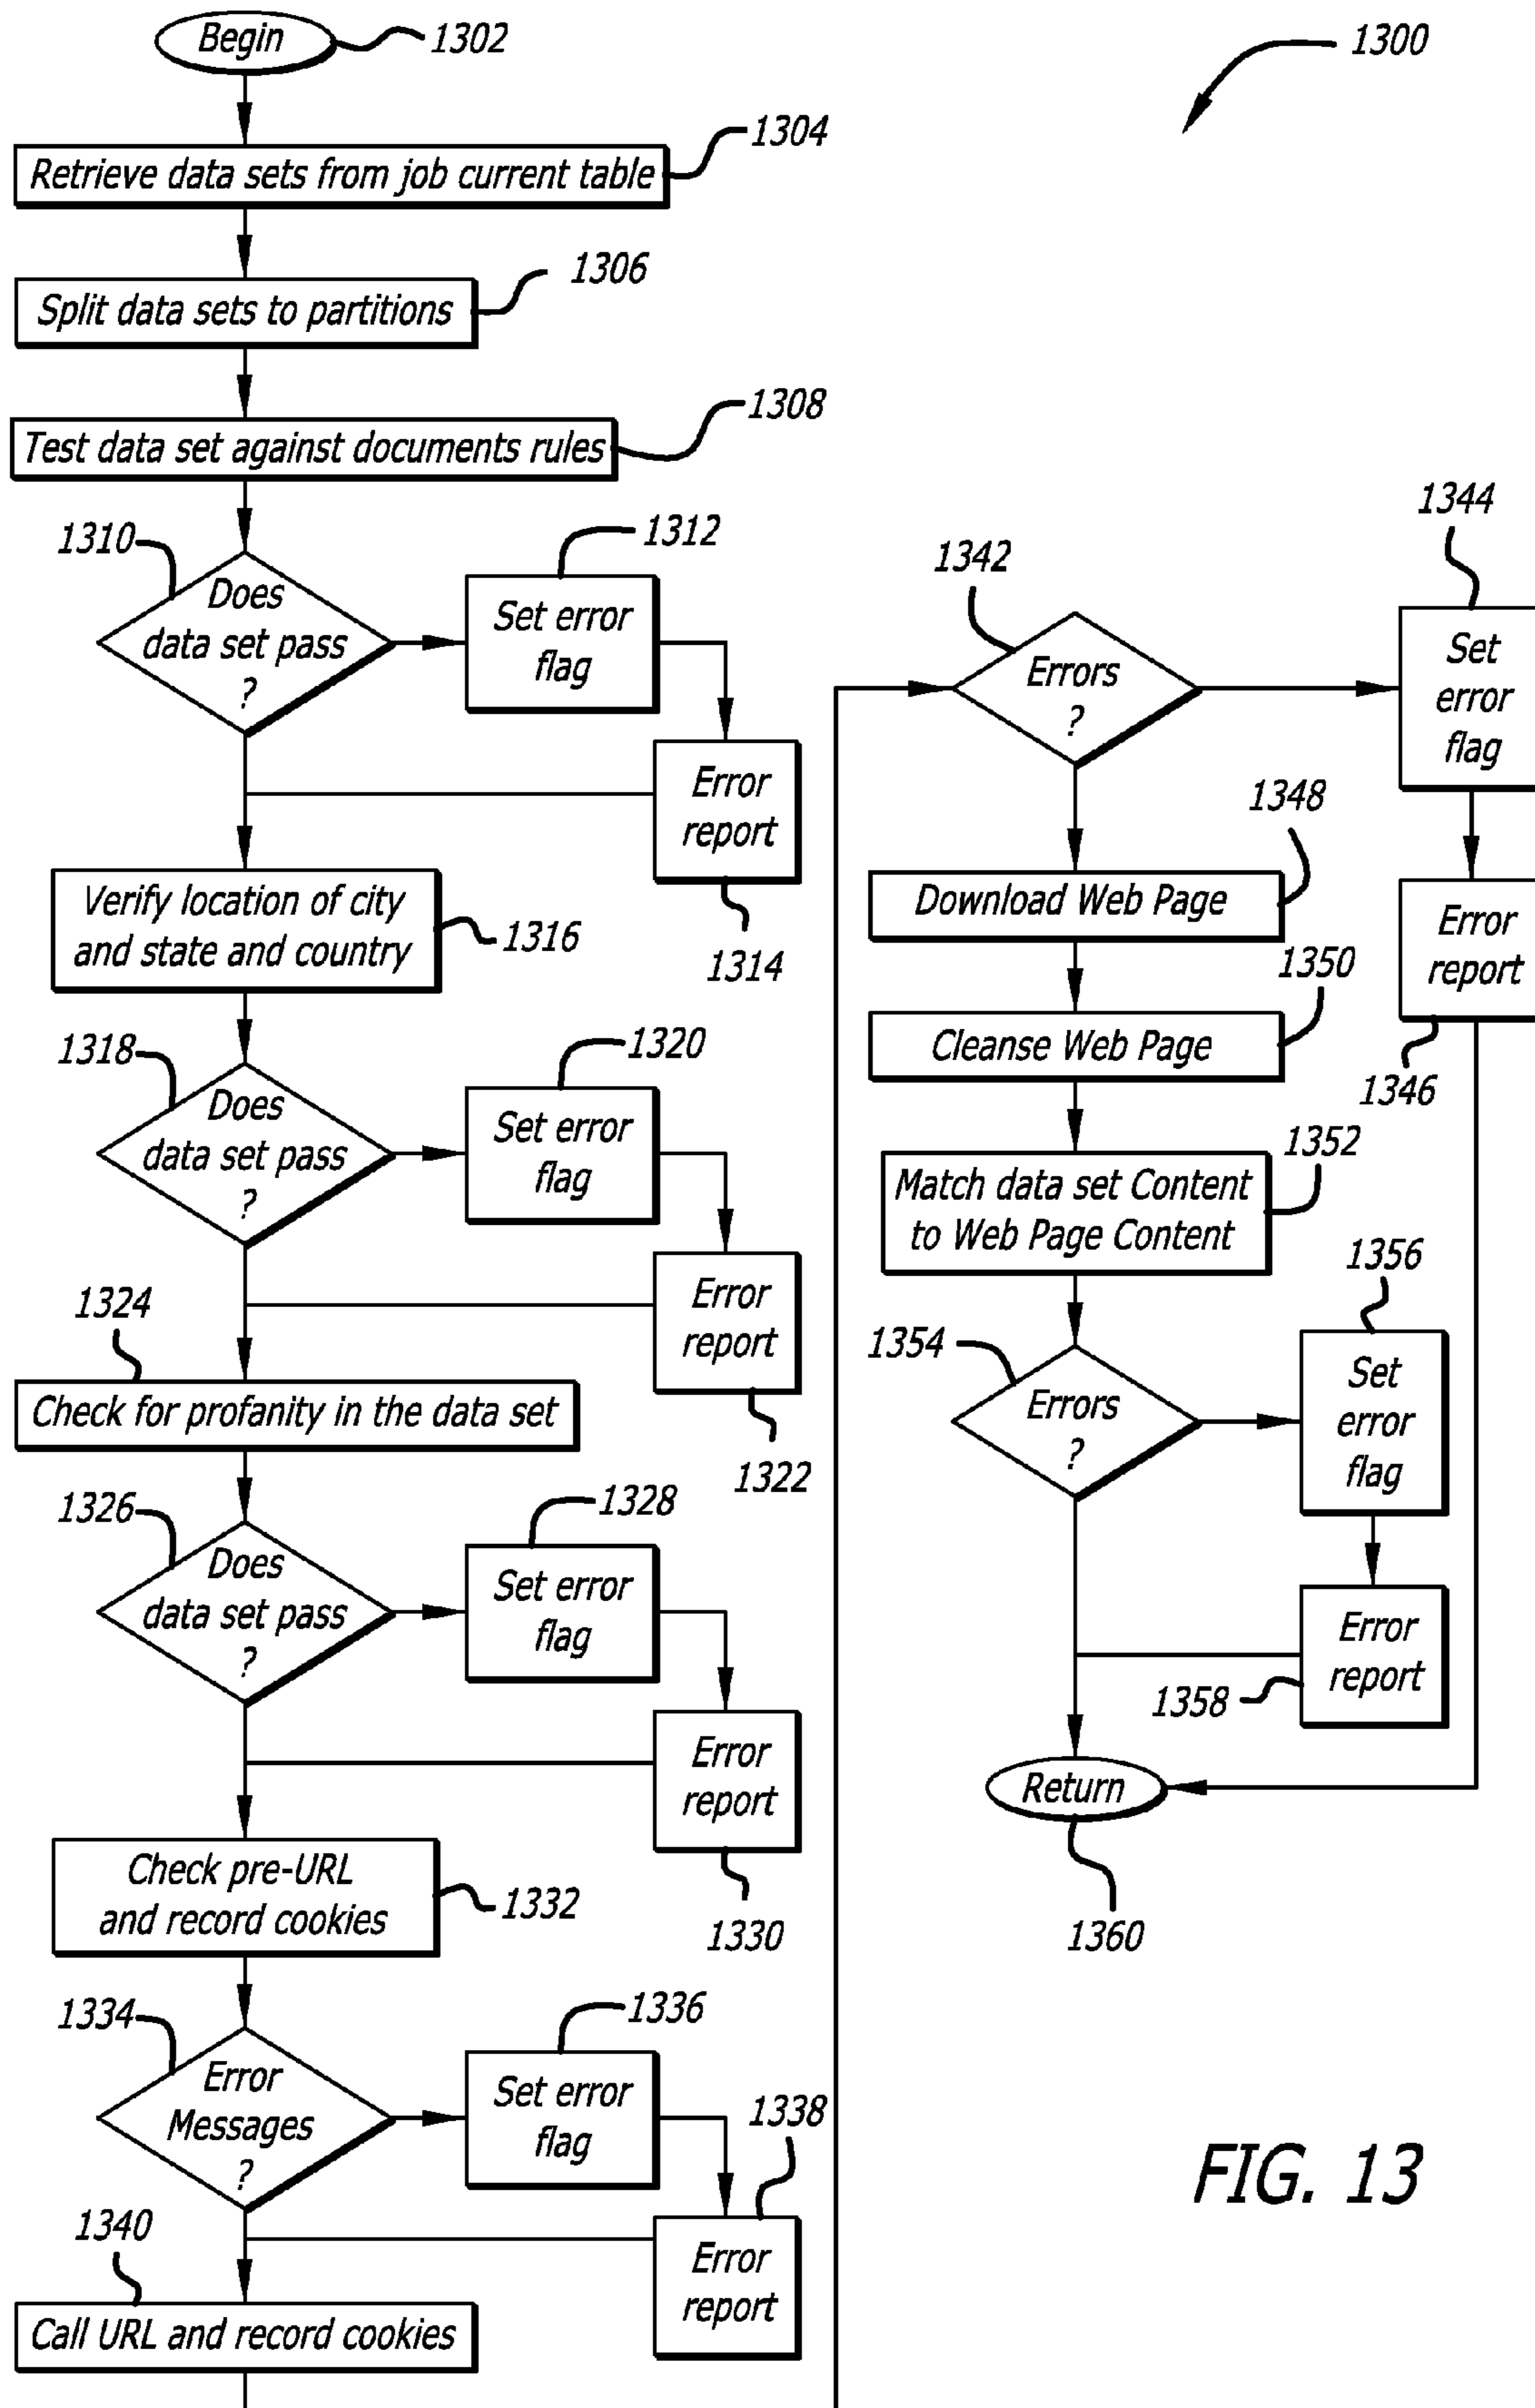 Begin
1302
1300
Retrieve data sets from job current table
1304
Split data sets to partitions
1306
Test data set against documents rules
1308
1310
Does
data set pass
?
1312
Set error
flag
Error
report
1314
Verify location of city
and state and country
1316
1318
Does
data set pass
?
1320
Set error
flag
Error
report
1322
1324
Check for profanity in the data set
1326
Does
data set pass
?
1328
Set error
flag
Error
report
1330
Check pre-URL
and record cookies
1332
1334
Error
Messages
?
1336
Set error
flag
1338
Error
report
1340
Call URL and record cookies
1342
Errors
?
1344
Set
error
flag
Error
report
1346
1348
Download Web Page
1350
Cleanse Web Page
1352
Match data set Content
to Web Page Content
1354
Errors
?
1356
Set
error
flag
Error
report
1358
Return
1360
FIG. 13